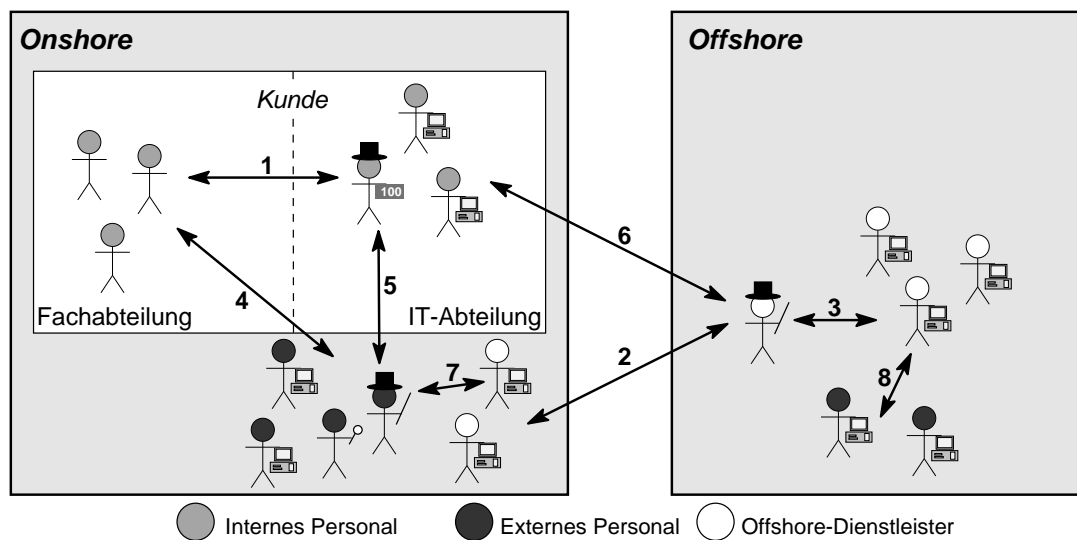 Onshore
Offshore
Kunde
1
100
6
4
5
3
Fachabteilung
IT-Abteilung
2
7
8
Internes Personal
Externes Personal
Offshore-Dienstleister